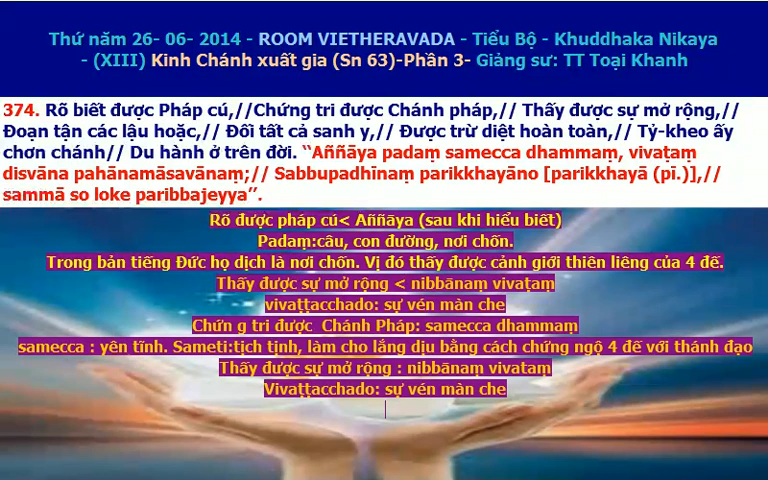 Thứ năm 26- 06- 2014 - ROOM VIETHERAVADA - Tiểu Bộ - Khuddhaka Nikaya
- (XIII) Kinh Chánh xuất gia (Sn 63)-Phần 3- Giảng sư: TT Toại Khanh
374. Rõ biết được Pháp cú,//Chứng tri được Chánh pháp,// Thấy được sự mở rộng,//
Đoạn tận các lậu hoặc,// Đối tất cả sanh y,// Được trừ diệt hoàn toàn,// Tỷ-kheo ấy
chơn chánh// Du hành ở trên đời. ‘‘Aññāya padaṃ samecca dhammaṃ, vivaṭaṃ
disvāna pahānamāsavānaṃ;// Sabbupadhīnaṃ parikkhayāno [parikkhayā (pī.)],//
sammā so loke paribbajeyya’’.
Rõ được pháp cú< Aññāya (sau khi hiểu biết)
Padaṃ:câu, con đường, nơi chốn.
Trong bản tiếng Đức họ dịch là nơi chốn. Vị đó thấy được cảnh giới thiên liêng của 4 đế.
Thấy được sự mở rộng < nibbānaṃ vivaṭaṃ
vivaṭṭacchado: sự vén màn che
Chứn g tri được  Chánh Pháp: samecca dhammaṃ
samecca : yên tĩnh. Sameti:tịch tịnh, làm cho lắng dịu bằng cách chứng ngộ 4 đế với thánh đạo
Thấy được sự mở rộng : nibbānaṃ vivaṭaṃ
Vivaṭṭacchado: sự vén màn che